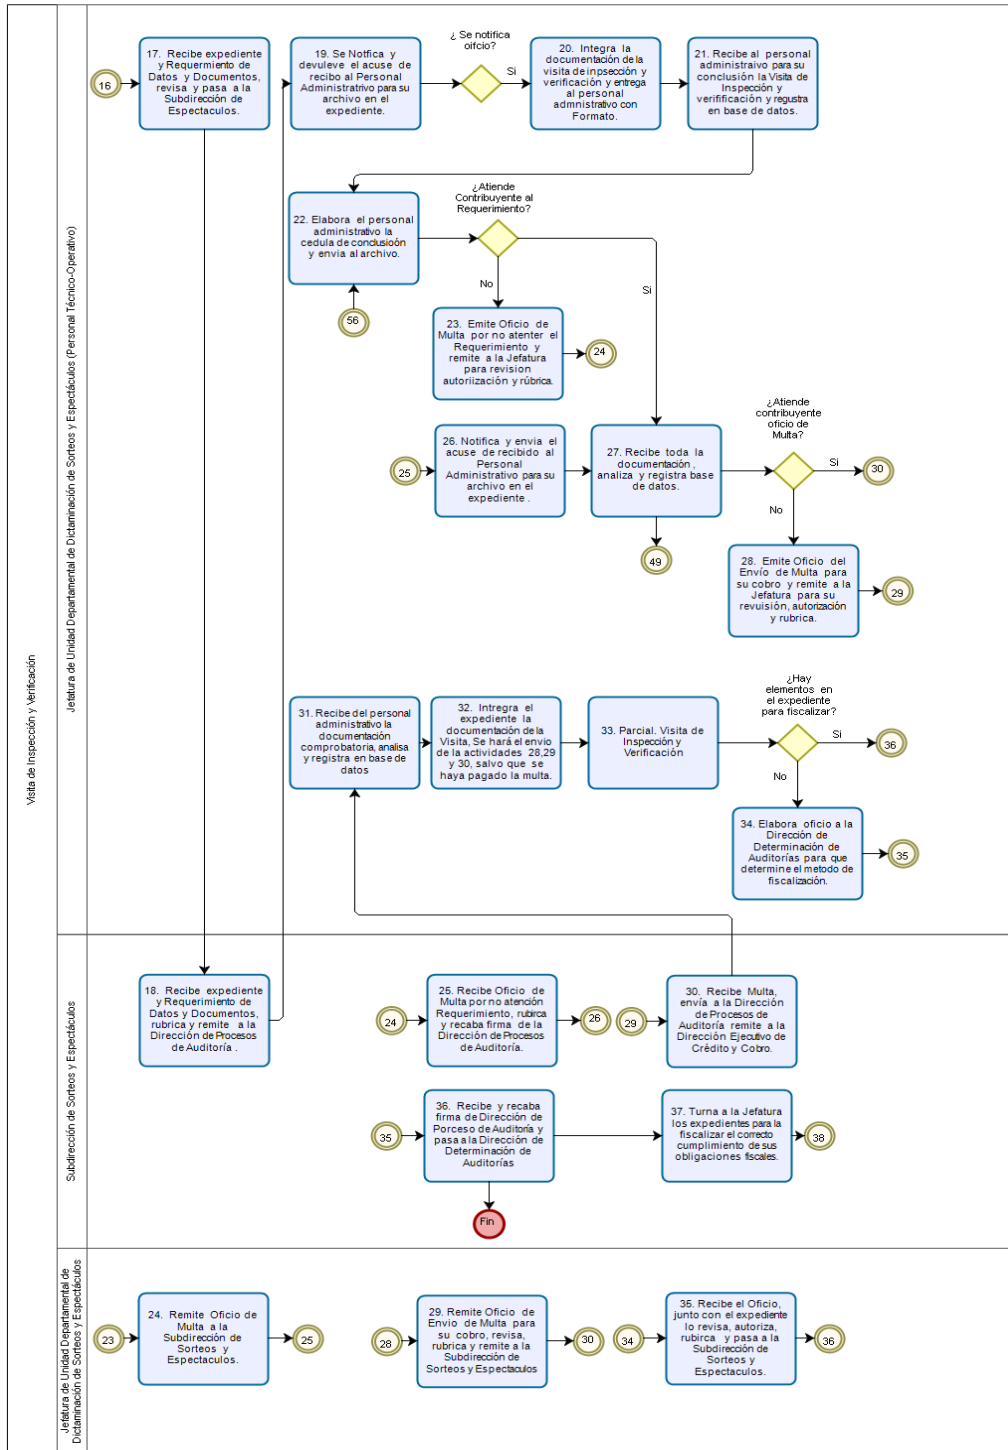 Visita de Inspección y Verificación
Jefatura de Unidad Departamental de Dictaminación de Sorteos y Espectáculos (Personal Técnico-Operativo)
16
17. Recibe expediente
y Requermiento de
Datos y Documentos,
revisa y pasa a la
Subdirección de
Espectaculos.
19. Se Notfica y
devuleve el acuse de
recibo al Personal
Administratrivo para su
archivo en el
expediente.
¿ Se notifica
oifcio?
Si
20. Integra la
documentación de la
visita de inpsección y
verificación y entrega
al personal
admnstrativo con
Formato.
21. Recibe al personal
administraivo para su
conclusión la Visita de
Inspección y
verifificación y regustra
en base de datos.
22. Elabora el personal
administrativo la
cedula de conclusioón
y envia al archivo.
56
¿Atiende
Contribuyente al
Requerimiento?
No
Si
23. Emite Oficio de
Multa por no atenter el
Requerimiento y
remite a la Jefatura
para revision
autoriización y rúbrica.
24
25
26. Notifica y envia el
acuse de recibido al
Personal
Administrativo para su
archivo en el
expediente .
27. Recibe toda la
documentación ,
analiza y registra base
de datos.
49
¿Atiende
contribuyente
oficio de
Multa?
Si
30
No
28. Emite Oficio del
Envío de Multa para
su cobro y remite a la
Jefatura para su
revuisión, autorización
y rubrica.
29
31. Recibe del personal
administrativo la
documentación
comprobatoria, analisa
y registra en base de
datos
32. Intregra el
expediente la
documentación de la
Visita, Se hará el envio
de la actividades 28,29
y 30, salvo que se
haya pagado la multa.
33. Parcial. Visita de
Inspección y
Verificación
¿Hay
elementos en
el expediente
para fiscalizar?
Si
36
No
34. Elabora oficio a la
Dirección de
Determinación de
Auditorías para que
determine el metodo de
fiscalización.
35
Subdirección de Sorteos y Espectáculos
18. Recibe expediente
y Requerimiento de
Datos y Documentos,
rubrica y remite a la
Dirección de Procesos
de Auditoría .
24
25. Recibe Oficio de
Multa por no atención
Requerimiento, rubirca
y recaba firma de la
Dirección de Procesos
de Auditoría.
26
29
30. Recibe Multa,
envía a la Dirección
de Procesos de
Auditoría remite a la
Dirección Ejecutivo de
Crédito y Cobro.
35
36. Recibe y recaba
firma de Dirección de
Porceso de Auditoría y
pasa a la Dirección de
Determinación de
Auditorías
37. Turna a la Jefatura
los expedientes para la
fiscalizar el correcto
cumplimiento de sus
obligaciones fiscales.
38
Fin
Jefatura de Unidad Departamental de
Dictaminación de Sorteos y Espectáculos
23
24. Remite Oficio de
Multa a la
Subdirección de
Sorteos y
Espectaculos.
25
28
29. Remite Oficio de
Envio de Multa para
su cobro, revisa,
rubrica y remite a la
Subdirección de
Sorteos y Espectaculos
30
34
35. Recibe el Oficio,
junto con el expediente
lo revisa, autoriza,
rubirca y pasa a la
Subdirección de
Sorteos y
Espectaculos.
36